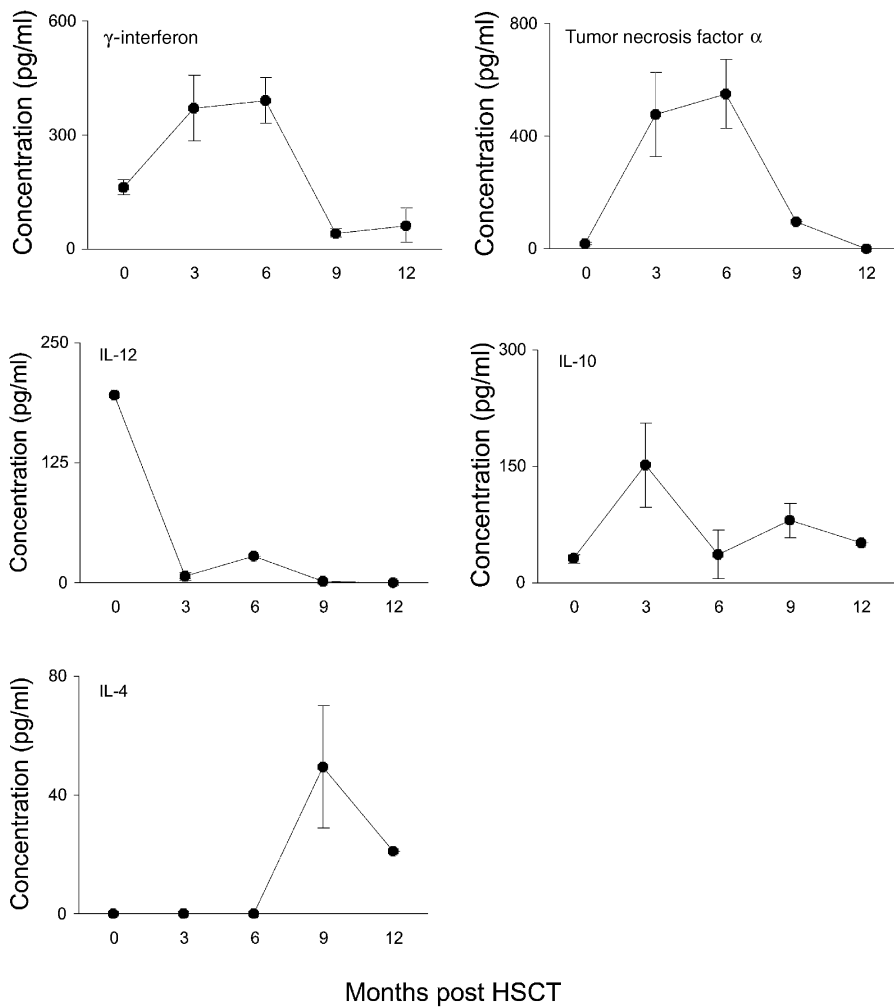 Concentration (pg/ml)
600
300
0
γ-interferon
0 3 6 9 12
Concentration (pg/ml)
800
400
0
Tumor necrosis factor α
0 3 6 9 12
Concentration (pg/ml)
250
125
0
IL-12
0 3 6 9 12
Concentration (pg/ml)
300
150
0
IL-10
0 3 6 9 12
Concentration (pg/ml)
80
40
0
IL-4
0 3 6 9 12
Months post HSCT